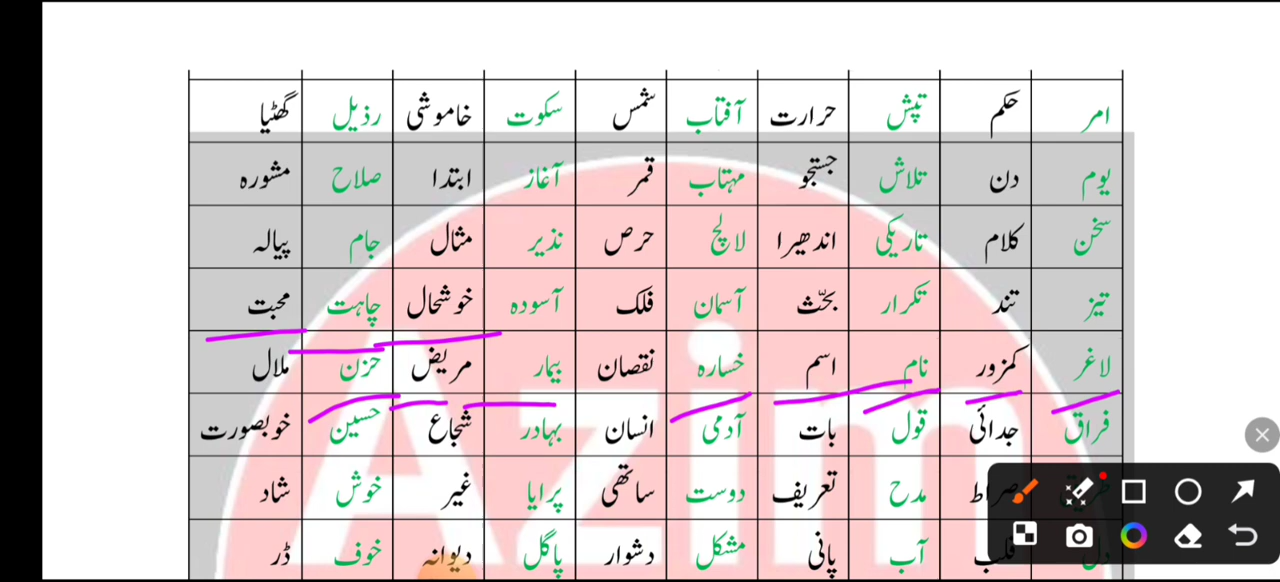 امر حکم تپش حرارت آفتاب شمس سکوت خاموشی رذیل گھٹیا
یوم دن تلاش جستجو مہتاب قمر آغاز ابتدا صلاح مشورہ
سخن کلام تاریکی اندھیرا لالچ حرص نذیر مثال جام پیالہ
تیز تند تکرار بحث آسمان فلک آسودہ خوشحال چاہت محبت
لاغر کمزور نام اسم خسارہ نقصان بیمار مریض حزن ملال
فراق جدائی قول بات آدمی انسان بہادر شجاع حسین خوبصورت
مدح تعریف دوست ساتھی پرایا غیر خوش شاد
دل قلب آب پانی مشکل دشوار پاگل دیوانہ خوف ڈر
Azim